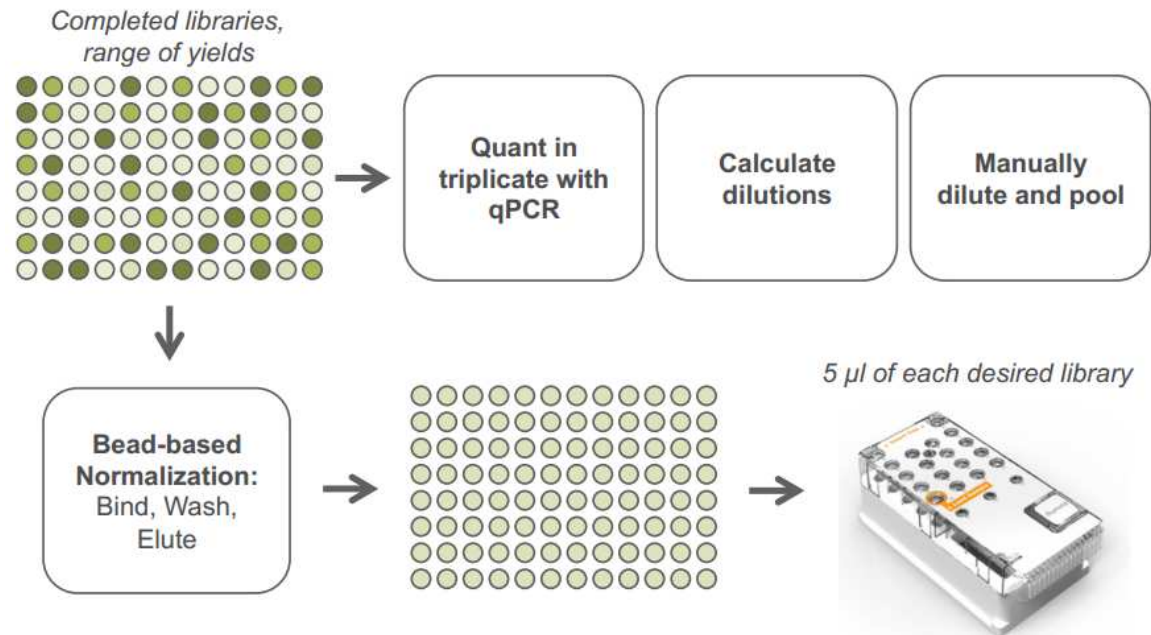 Completed libraries,
range of yields
Quant in
triplicate with
qPCR
Calculate
dilutions
Manually
dilute and pool
Bead-based
Normalization:
Bind, Wash,
Elute
5 µl of each desired library